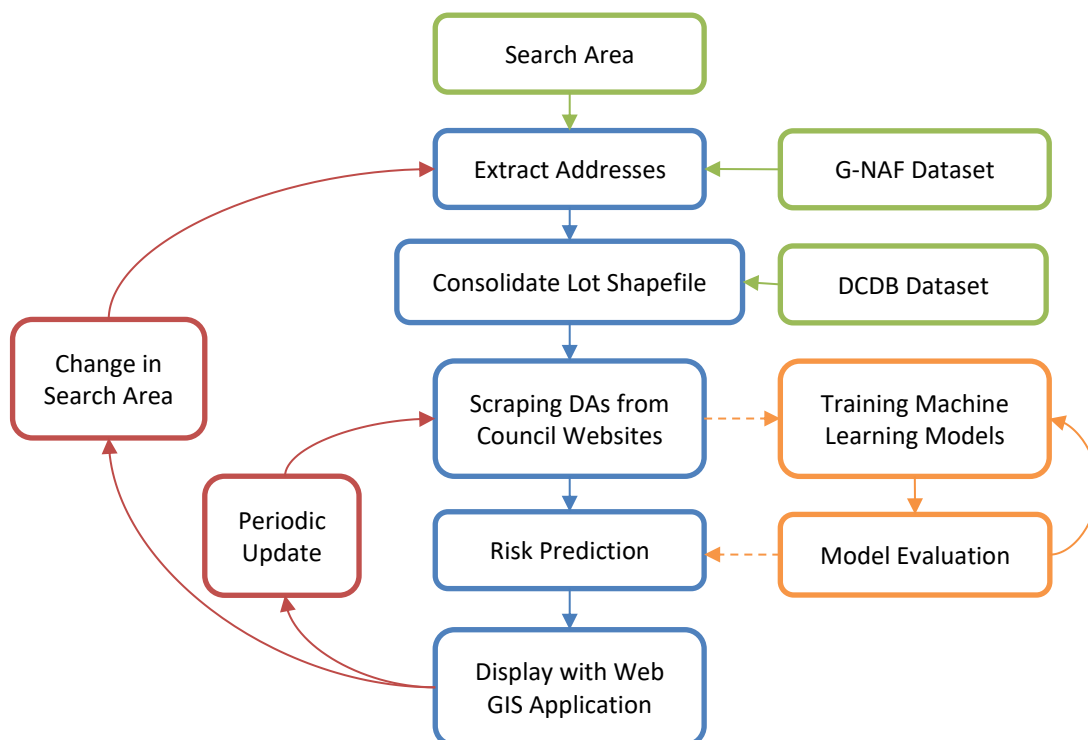 Search Area
Extract Addresses
G-NAF Dataset
Consolidate Lot Shapefile
DCDB Dataset
Change in
Search Area
Scraping DAs from
Council Websites
Training Machine
Learning Models
Periodic
Update
Risk Prediction
Model Evaluation
Display with Web
GIS Application